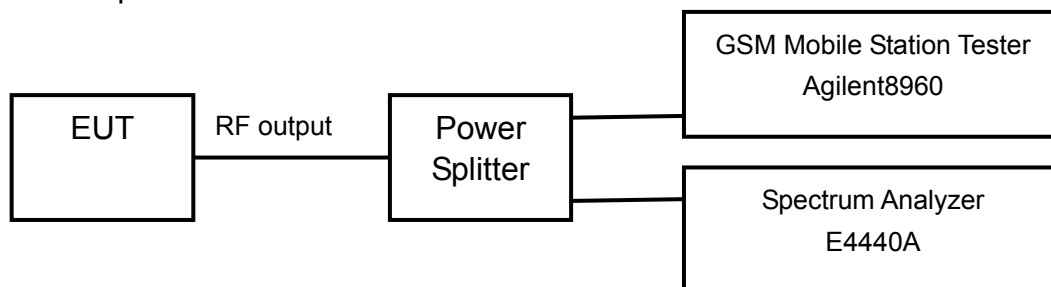 GSM Mobile Station Tester
Agilent8960
EUT
RF output
Power
Splitter
Spectrum Analyzer
E4440A